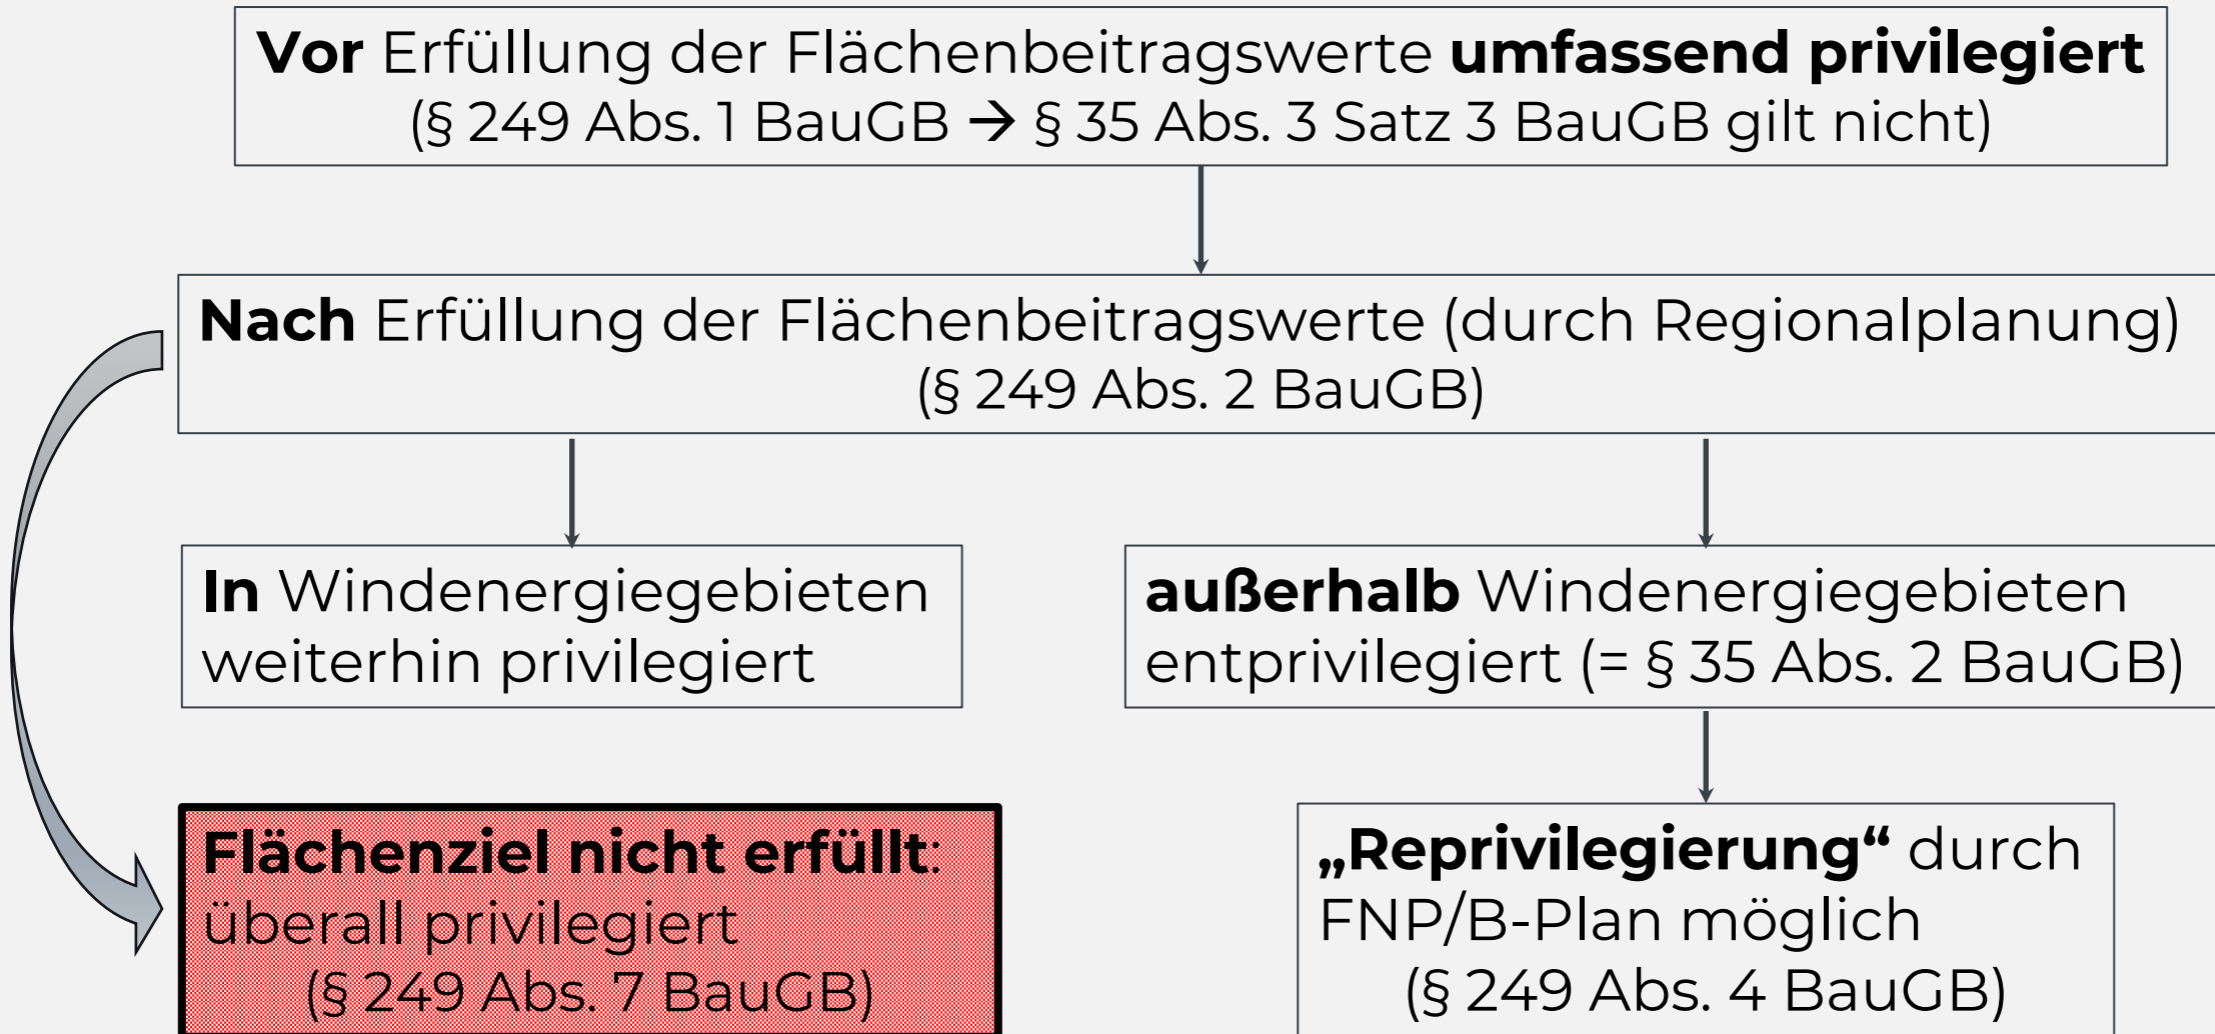 Vor Erfüllung der Flächenbeitragswerte umfassend privilegiert
(§ 249 Abs. 1 BauGB → § 35 Abs. 3 Satz 3 BauGB gilt nicht)
Nach Erfüllung der Flächenbeitragswerte (durch Regionalplanung)
(§ 249 Abs. 2 BauGB)
In Windenergiegebieten
weiterhin privilegiert
außerhalb Windenergiegebieten
entprivilegiert (= § 35 Abs. 2 BauGB)
Flächenziel nicht erfüllt:
überall privilegiert
(§ 249 Abs. 7 BauGB)
„Reprivilegierung“ durch
FNP/B-Plan möglich
(§ 249 Abs. 4 BauGB)